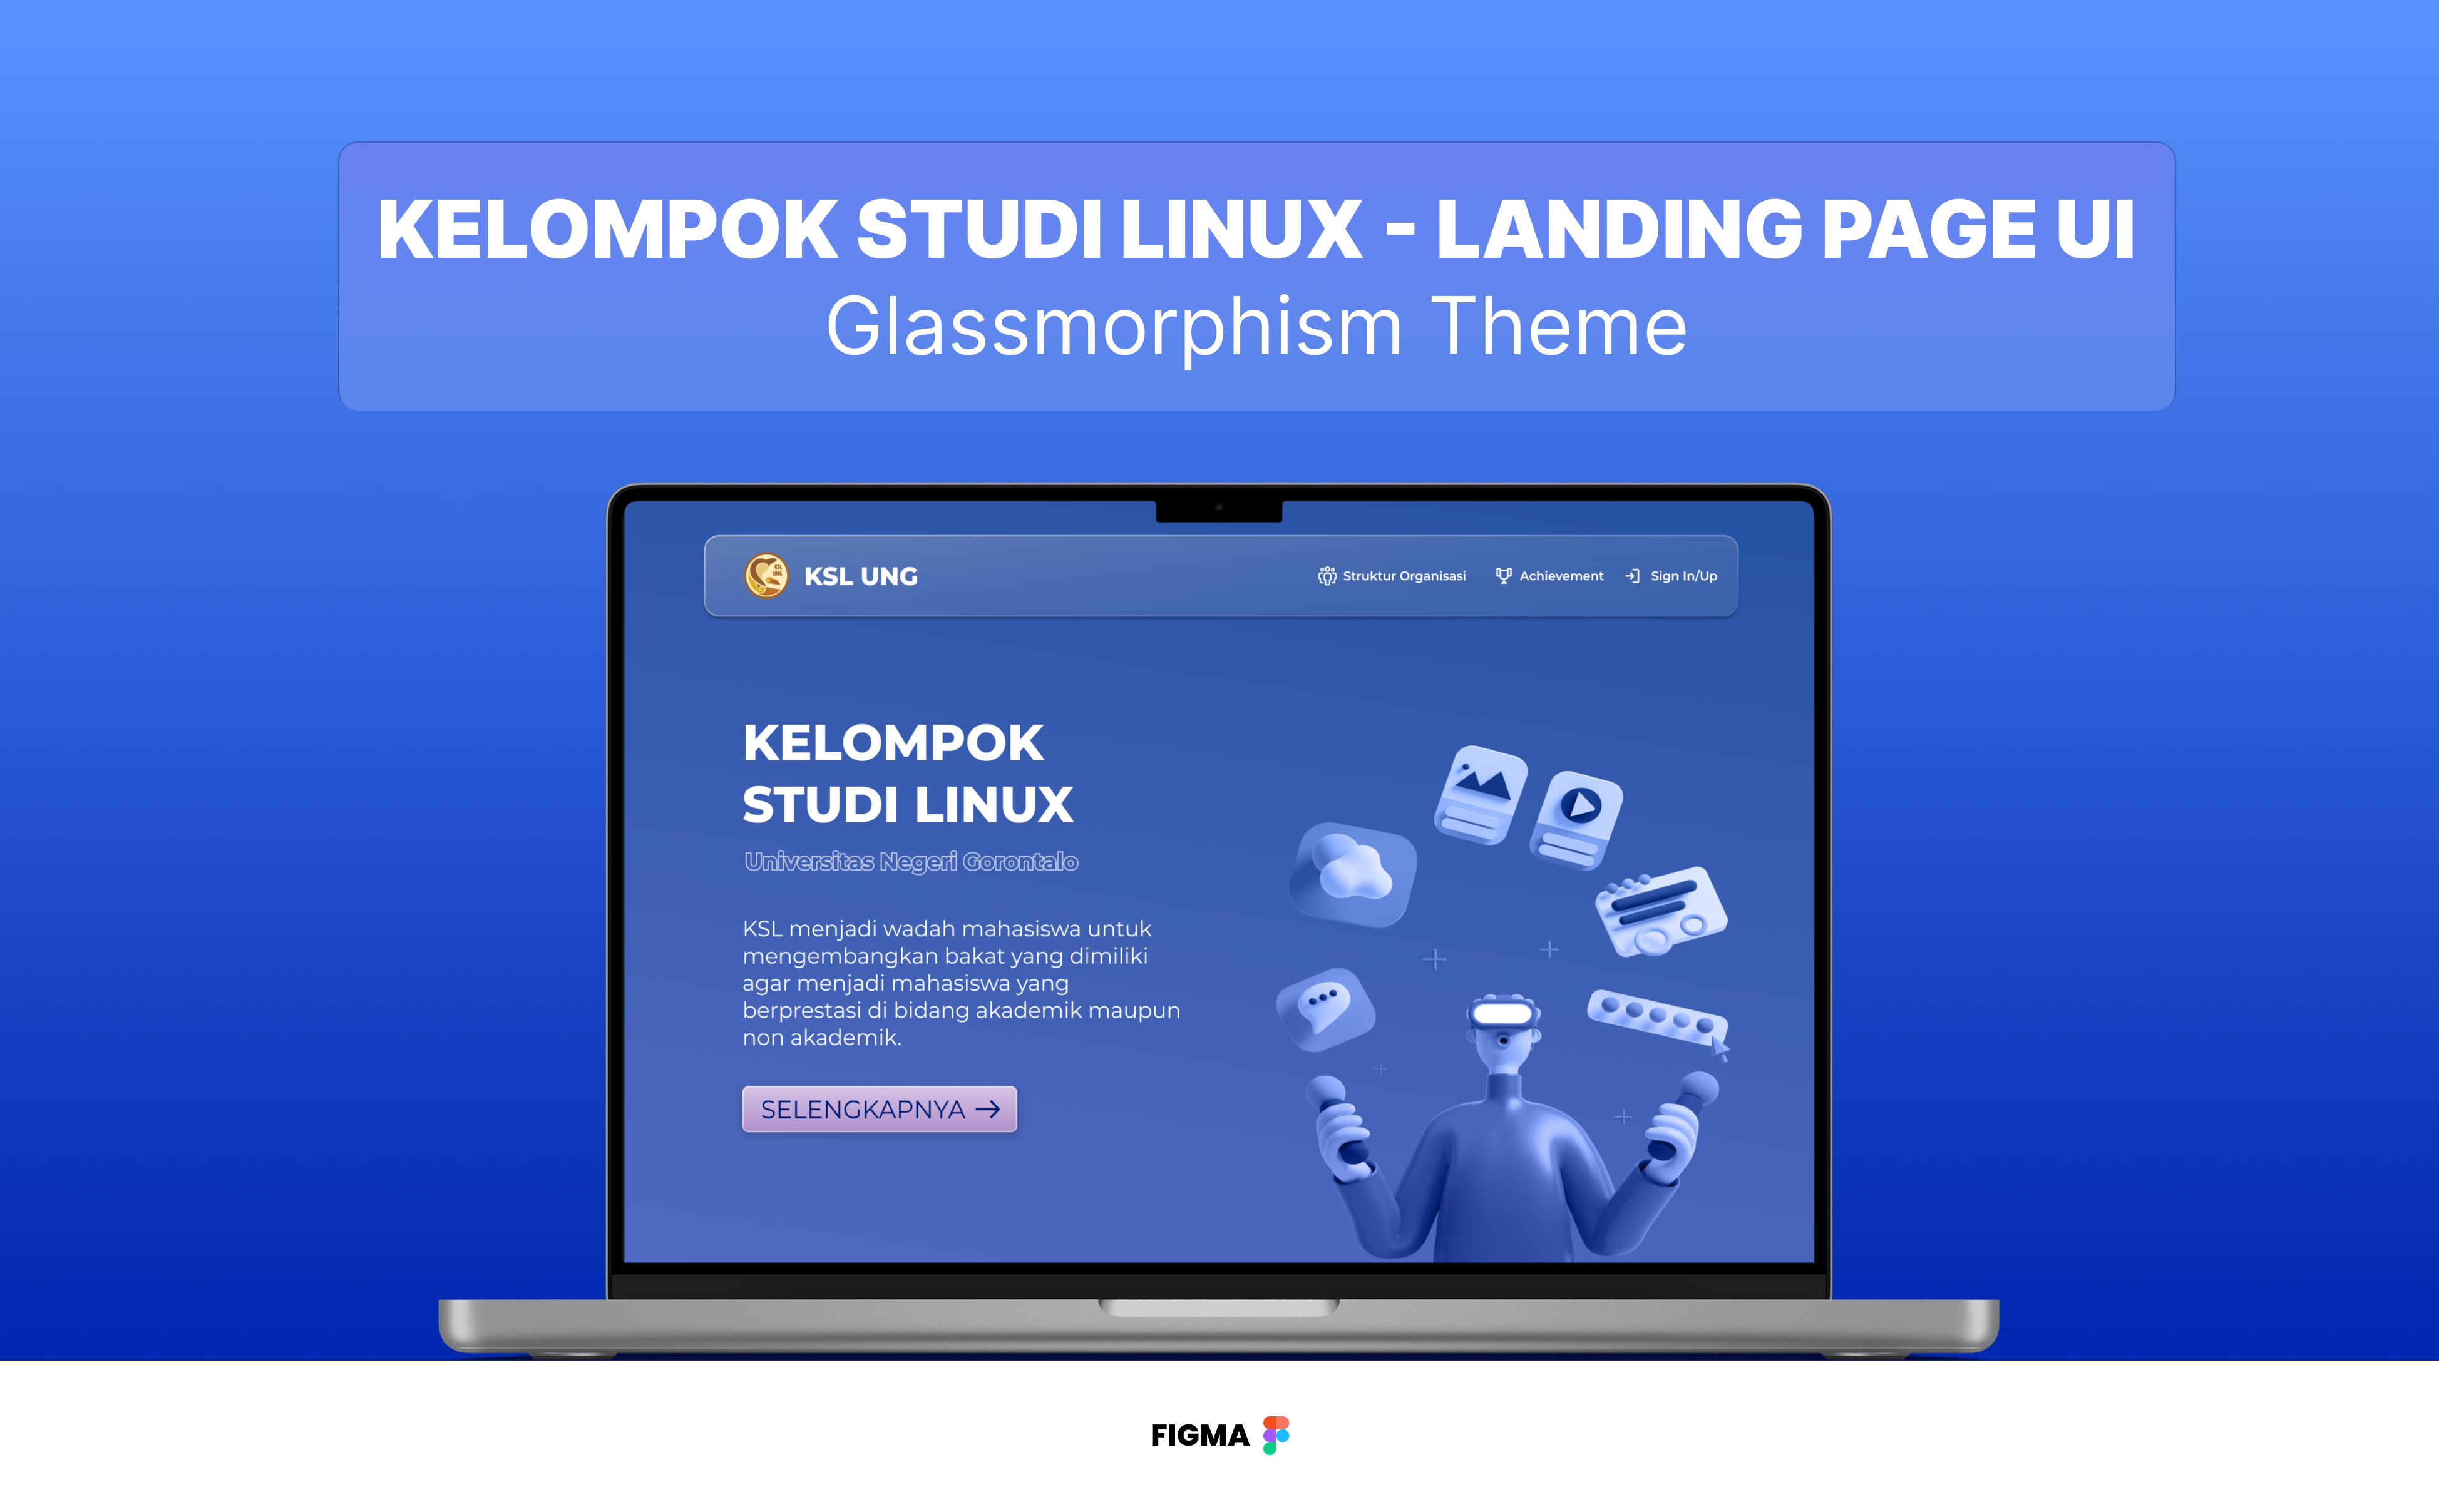 KELOMPOK STUDI LINUX - LANDING PAGE UI
Glassmorphism Theme
KSL UNG
KSL UNG
Struktur Organisasi
Achievement
Sign In/Up
KELOMPOK
STUDI LINUX
Universitas Negeri Gorontalo
KSL menjadi wadah mahasiswa untuk
mengembangkan bakat yang dimiliki
agar menjadi mahasiswa yang
berprestasi di bidang akademik maupun
non akademik.
SELENGKAPNYA
FIGMA